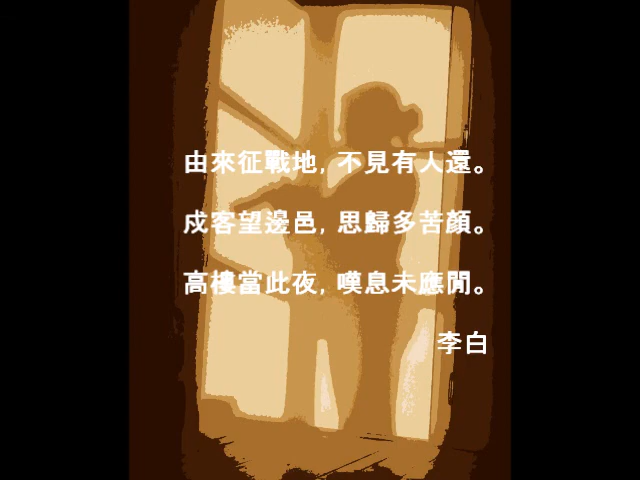 由來征戰地, 不見有人還。
戍客望邊邑, 思歸多苦顏。
高樓當此夜, 嘆息未應閒。
李白